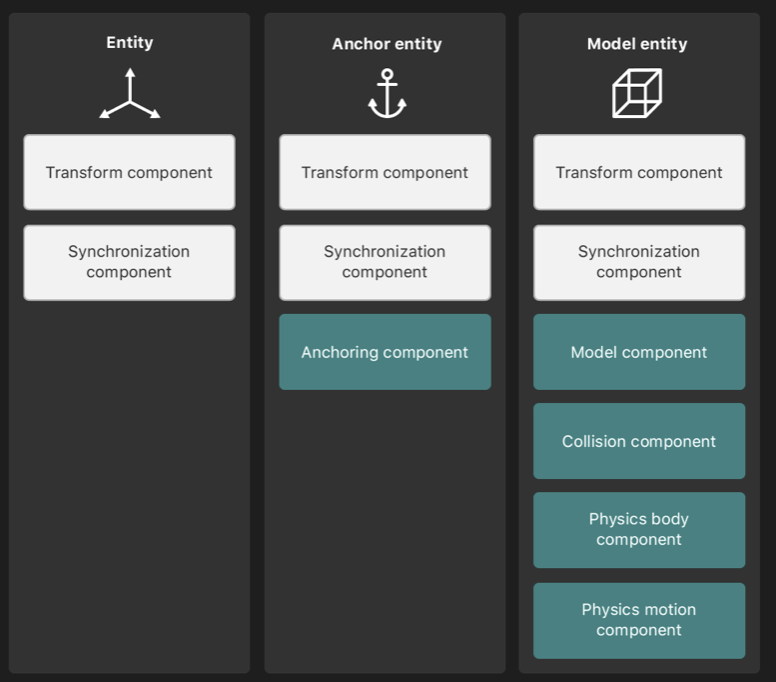 Entity
Transform component
Synchronization
component
Anchor entity
Transform component
Synchronization
component
Anchoring component
Model entity
Transform component
Synchronization
component
Model component
Collision component
Physics body
component
Physics motion
component